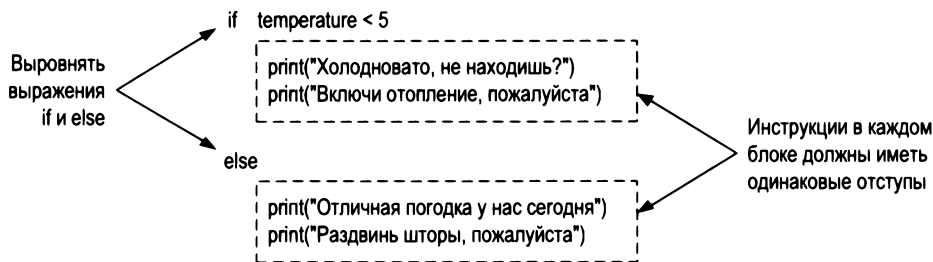 if temperature < 5
print("Холодновато, не находишь?")
print("Включи отопление, пожалуйста")
Выровнять
выражения
if и else
else
print("Отличная погодка у нас сегодня")
print("Раздвинь шторы, пожалуйста")
Инструкции в каждом
блоке должны иметь
одинаковые отступы